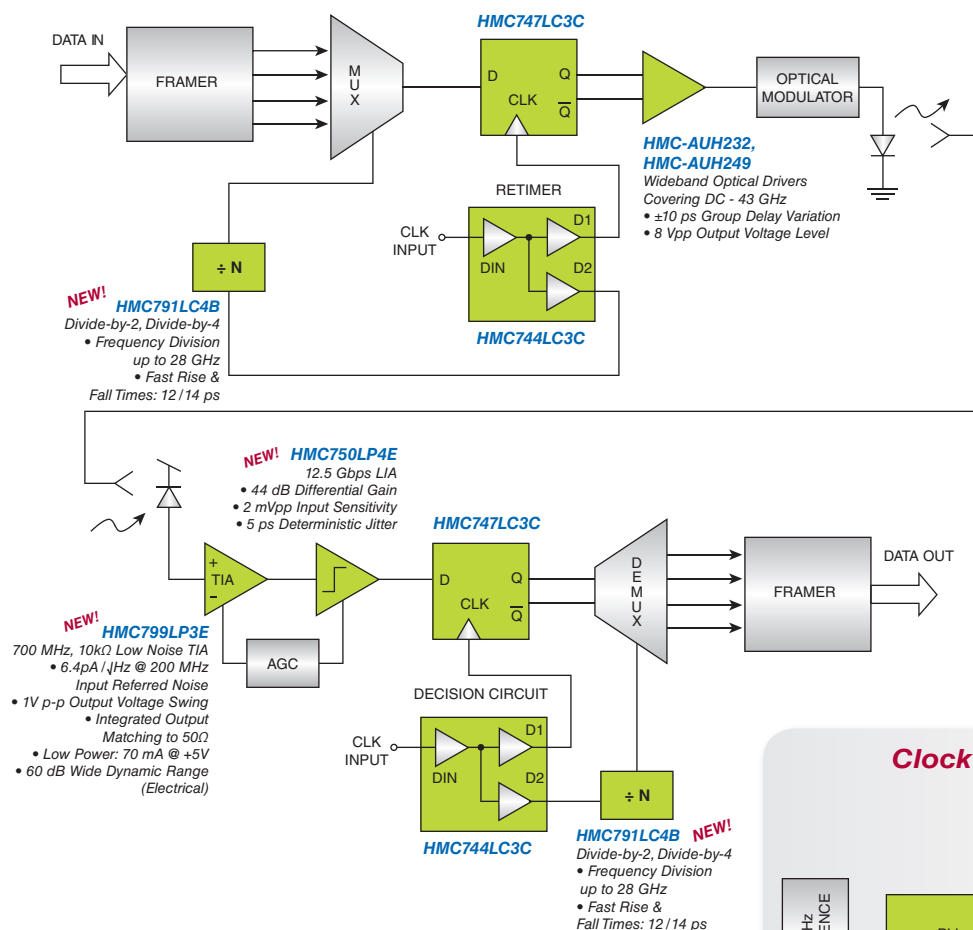 HMC747LC3C
DATA IN
FRAMER
MUX
D
Q
CLK
Q
OPTICAL
MODULATOR
HMC-AUH232,
HMC-AUH249
Wideband Optical Drivers
Covering DC - 43 GHz
• ±10 ps Group Delay Variation
• 8 Vpp Output Voltage Level
RETIMER
CLK
INPUT
DIN
D1
D2
HMC744LC3C
÷ N
NEW!
HMC791LC4B
Divide-by-2, Divide-by-4
• Frequency Division
up to 28 GHz
• Fast Rise &
Fall Times: 12/14 ps
NEW!
HMC750LP4E
12.5 Gbps LIA
• 44 dB Differential Gain
• 2 mVpp Input Sensitivity
• 5 ps Deterministic Jitter
HMC747LC3C
+
TIA
–
AGC
D
Q
CLK
Q
DEMUX
FRAMER
DATA OUT
NEW!
HMC799LP3E
700 MHz, 10kΩ Low Noise TIA
• 6.4pA/√Hz @ 200 MHz
Input Referred Noise
• 1V p-p Output Voltage Swing
• Integrated Output
Matching to 50Ω
• Low Power: 70 mA @ +5V
• 60 dB Wide Dynamic Range
(Electrical)
DECISION CIRCUIT
CLK
INPUT
DIN
D1
D2
HMC744LC3C
÷ N
HMC791LC4B
NEW!
Divide-by-2, Divide-by-4
• Frequency Division
up to 28 GHz
• Fast Rise &
Fall Times: 12/14 ps
Clock